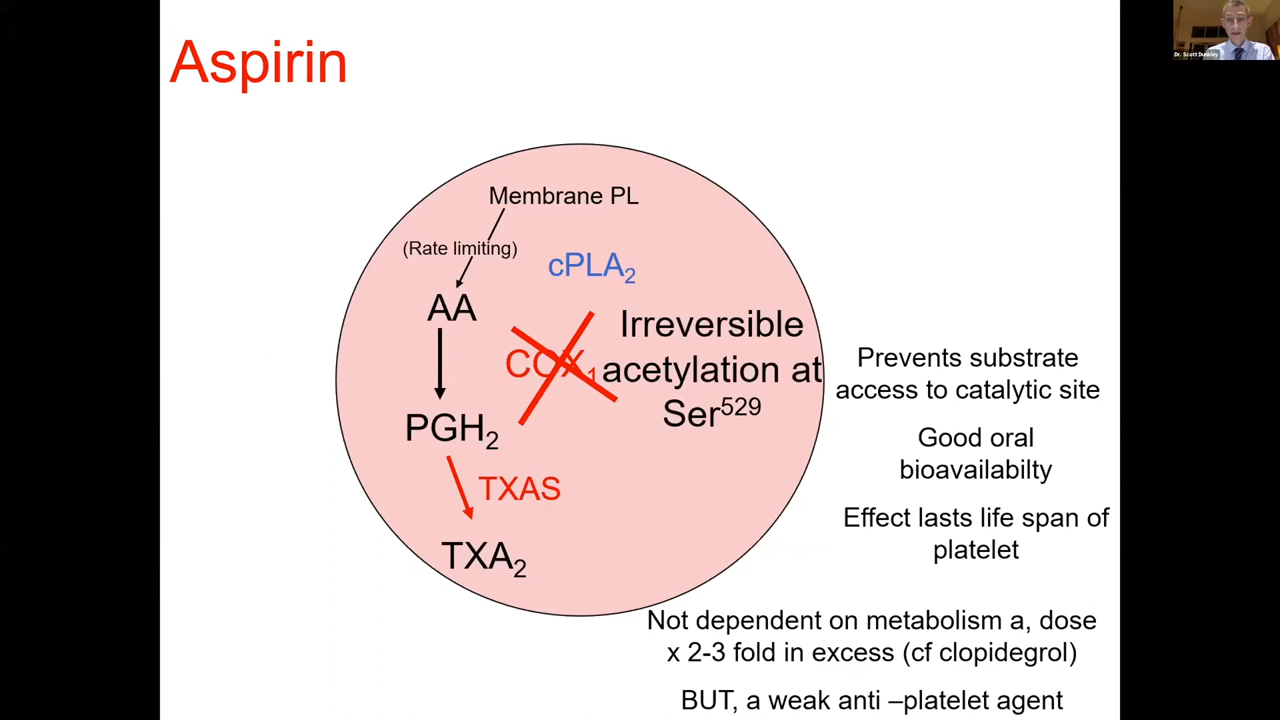 Aspirin
Dr. Scott Dunkley
Membrane PL
(Rate limiting)
cPLA2
AA
Irreversible
COX1
acetylation at
Ser529
Prevents substrate
access to catalytic site
PGH2
Good oral
bioavailabilty
TXAS
Effect lasts life span of
platelet
TXA2
Not dependent on metabolism a, dose
x 2-3 fold in excess (cf clopidegrol)
BUT, a weak anti –platelet agent